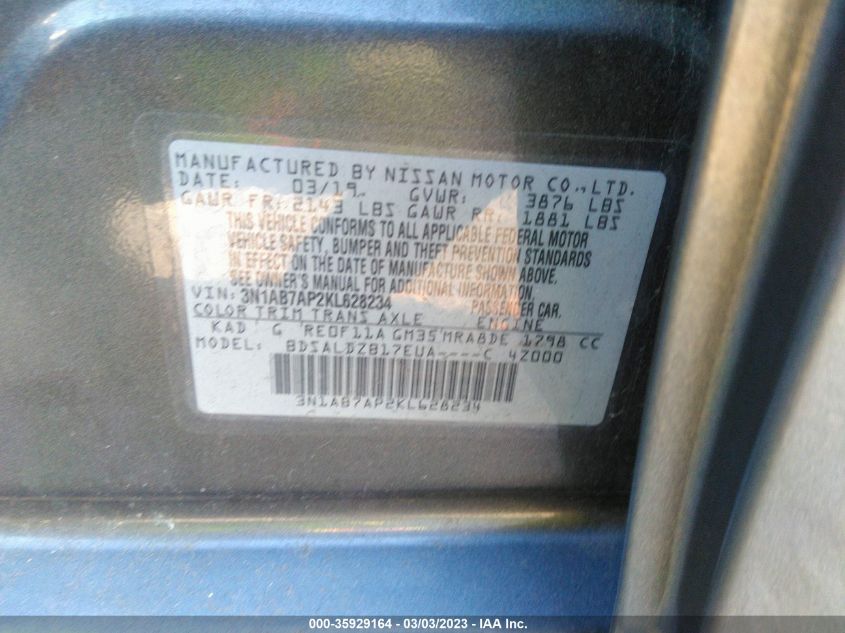 MANUFACTURED BY NISSAN MOTOR CO., LTD.
DATE: 03/19 GVWR: 3876 LBS
GAWR FR: 2143 LBS GAWR RR: 1881 LBS
THIS VEHICLE CONFORMS TO ALL APPLICABLE FEDERAL MOTOR
VEHICLE SAFETY, BUMPER AND THEFT PREVENTION STANDARDS
IN EFFECT ON THE DATE OF MANUFACTURE SHOWN ABOVE.
SEE OWNER'S MANUAL FOR ADDITIONAL INFORMATION.
VIN: 3N1AB7AP2KL628234 PASSENGER CAR.
COLOR TRIM TRANS AXLE ENGINE
KAD G RE0F11A GM35 MRA8DE 1798 CC
MODEL: BDSALDZB17EUA----C 4Z000
3N1AB7AP2KL628234
000-35929164 - 03/03/2023 - IAA Inc.